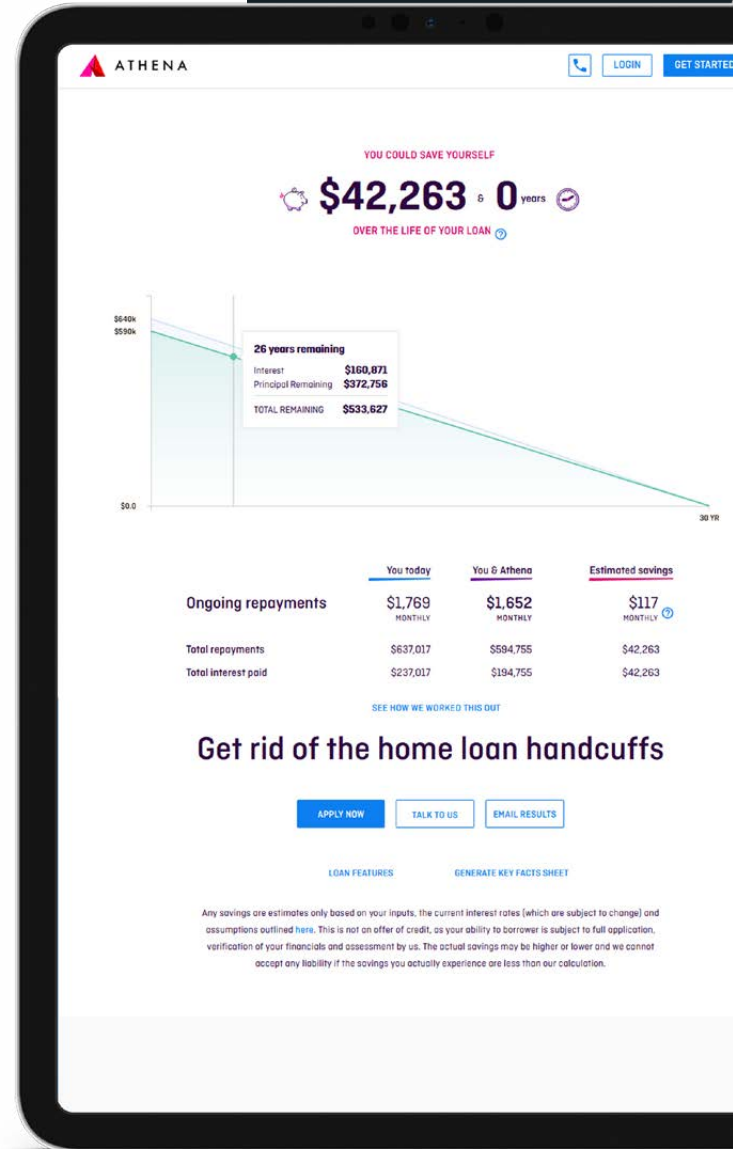 ATHENA
LOGIN
GET STARTED
YOU COULD SAVE YOURSELF
$42,263 & 0 years
OVER THE LIFE OF YOUR LOAN ?
$640k
$590k
26 years remaining
Interest $160,871
Principal Remaining $372,756
TOTAL REMAINING $533,627
$0.0
30 YR
You today You & Athena Estimated savings
Ongoing repayments $1,769 $1,652 $117
MONTHLY MONTHLY MONTHLY ?
Total repayments $637,017 $594,755 $42,263
Total interest paid $237,017 $194,755 $42,263
SEE HOW WE WORKED THIS OUT
Get rid of the home loan handcuffs
APPLY NOW TALK TO US EMAIL RESULTS
LOAN FEATURES GENERATE KEY FACTS SHEET
Any savings are estimates only based on your inputs, the current interest rates (which are subject to change) and
assumptions outlined here. This is not an offer of credit, as your ability to borrower is subject to full application,
verification of your financials and assessment by us. The actual savings may be higher or lower and we cannot
accept any liability if the savings you actually experience are less than our calculation.